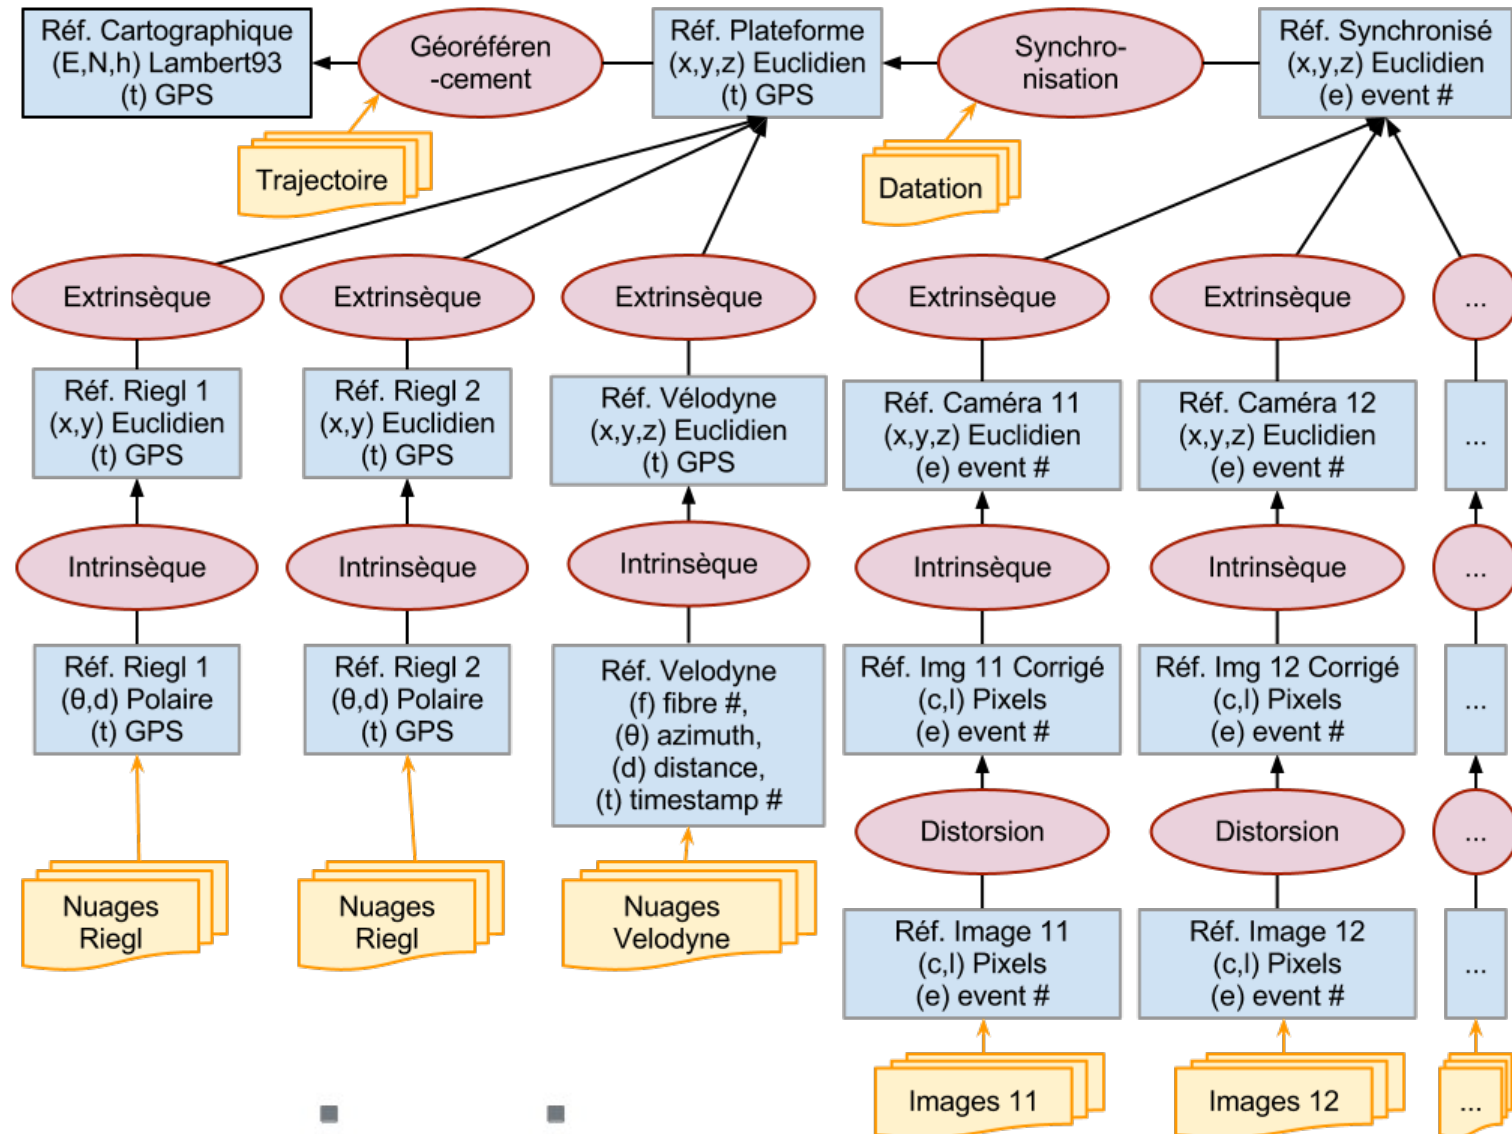 Réf. Cartographique
(E,N,h) Lambert93
(t) GPS
Géoréféren
-cement
Réf. Plateforme
(x,y,z) Euclidien
(t) GPS
Synchro-
nisation
Réf. Synchronisé
(x,y,z) Euclidien
(e) event #
Trajectoire
Datation
Extrinsèque
Extrinsèque
Extrinsèque
Extrinsèque
Extrinsèque
...
Réf. Riegl 1
(x,y) Euclidien
(t) GPS
Réf. Riegl 2
(x,y) Euclidien
(t) GPS
Réf. Vélodyne
(x,y,z) Euclidien
(t) GPS
Réf. Caméra 11
(x,y,z) Euclidien
(e) event #
Réf. Caméra 12
(x,y,z) Euclidien
(e) event #
...
Intrinsèque
Intrinsèque
Intrinsèque
Intrinsèque
Intrinsèque
...
Réf. Riegl 1
(θ,d) Polaire
(t) GPS
Réf. Riegl 2
(θ,d) Polaire
(t) GPS
Réf. Velodyne
(f) fibre #,
(θ) azimuth,
(d) distance,
(t) timestamp #
Réf. Img 11 Corrigé
(c,l) Pixels
(e) event #
Réf. Img 12 Corrigé
(c,l) Pixels
(e) event #
...
Distorsion
Distorsion
...
Nuages
Riegl
Nuages
Riegl
Nuages
Velodyne
Réf. Image 11
(c,l) Pixels
(e) event #
Réf. Image 12
(c,l) Pixels
(e) event #
...
Images 11
Images 12
...